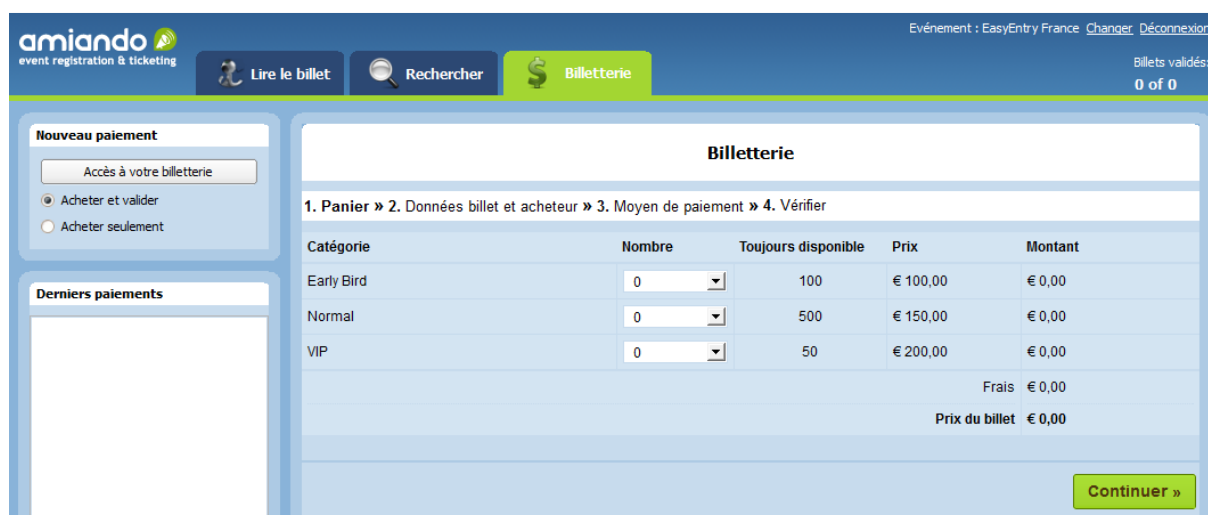 amiando
event registration & ticketing
Evénement : EasyEntry France Changer Déconnexion
Lire le billet
Rechercher
Billetterie
Billets validés:
0 of 0
Nouveau paiement
Accès à votre billetterie
Acheter et valider
Acheter seulement
Derniers paiements
Billetterie
1. Panier » 2. Données billet et acheteur » 3. Moyen de paiement » 4. Vérifier
Catégorie Nombre Toujours disponible Prix Montant
Early Bird 0 100 € 100,00 € 0,00
Normal 0 500 € 150,00 € 0,00
VIP 0 50 € 200,00 € 0,00
Frais € 0,00
Prix du billet € 0,00
Continuer »